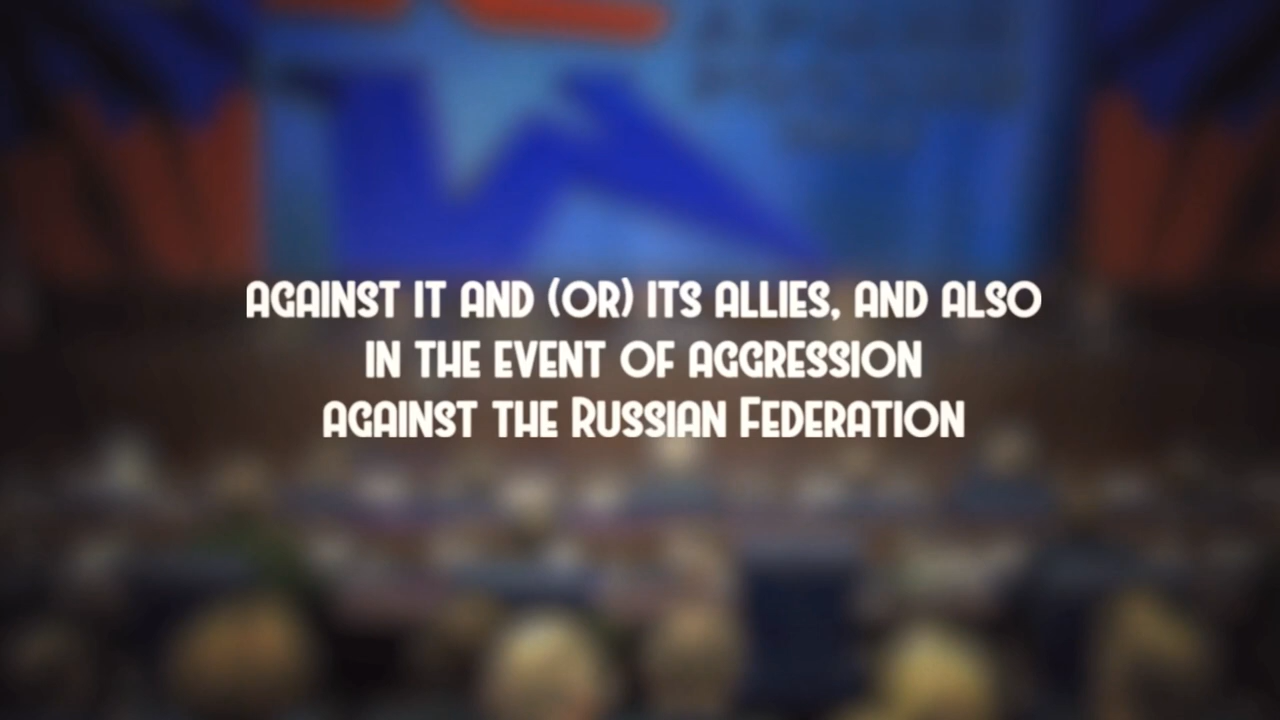 AGAINST IT AND (OR) ITS ALLIES, AND ALSO
IN THE EVENT OF AGGRESSION
AGAINST THE RUSSIAN FEDERATION